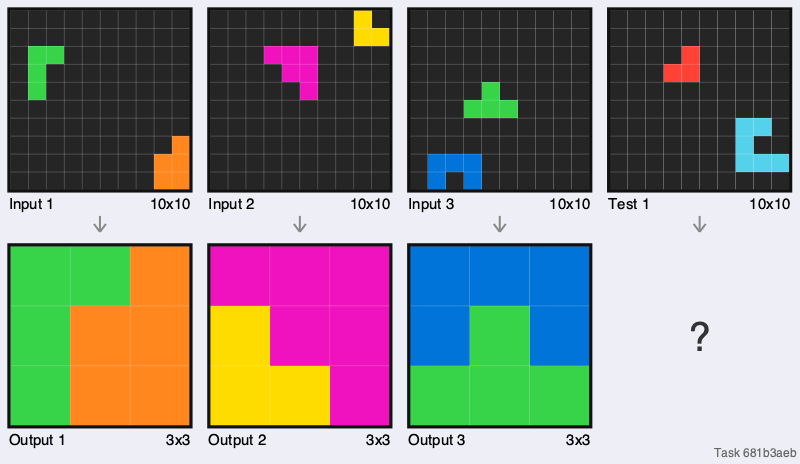 Input 1 10x10
Input 2 10x10
Input 3 10x10
Test 1 10x10
?
Output 1 3x3
Output 2 3x3
Output 3 3x3
Task 681b3aeb